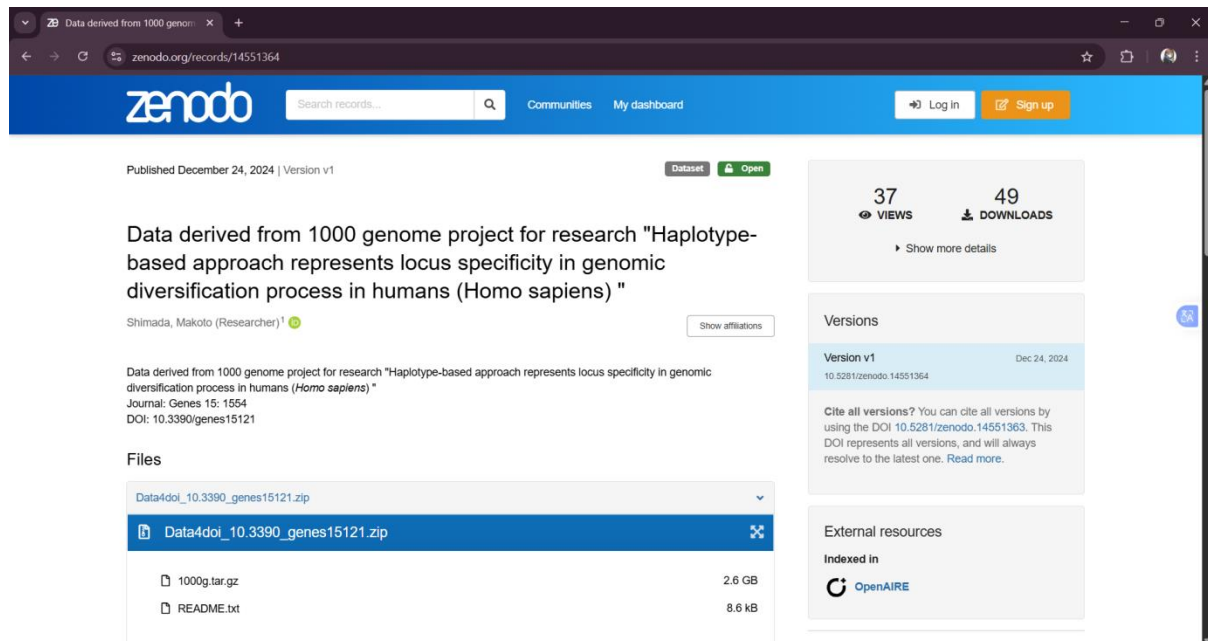 Data derived from 1000 genom
zenodo.org/records/14551364
zenodo
Search records...
Communities
My dashboard
Log in
Sign up
Published December 24, 2024 | Version v1
Dataset
Open
Data derived from 1000 genome project for research "Haplotype-
based approach represents locus specificity in genomic
diversification process in humans (Homo sapiens) "
Shimada, Makoto (Researcher)¹
Show affiliations
Data derived from 1000 genome project for research "Haplotype-based approach represents locus specificity in genomic
diversification process in humans (Homo sapiens) "
Journal: Genes 15: 1554
DOI: 10.3390/genes15121
Files
Data4doi_10.3390_genes15121.zip
Data4doi_10.3390_genes15121.zip
1000g.tar.gz 2.6 GB
README.txt 8.6 kB
37 49
VIEWS DOWNLOADS
Show more details
Versions
Version v1 Dec 24, 2024
10.5281/zenodo.14551364
Cite all versions? You can cite all versions by
using the DOI 10.5281/zenodo.14551363. This
DOI represents all versions, and will always
resolve to the latest one. Read more.
External resources
Indexed in
OpenAIRE